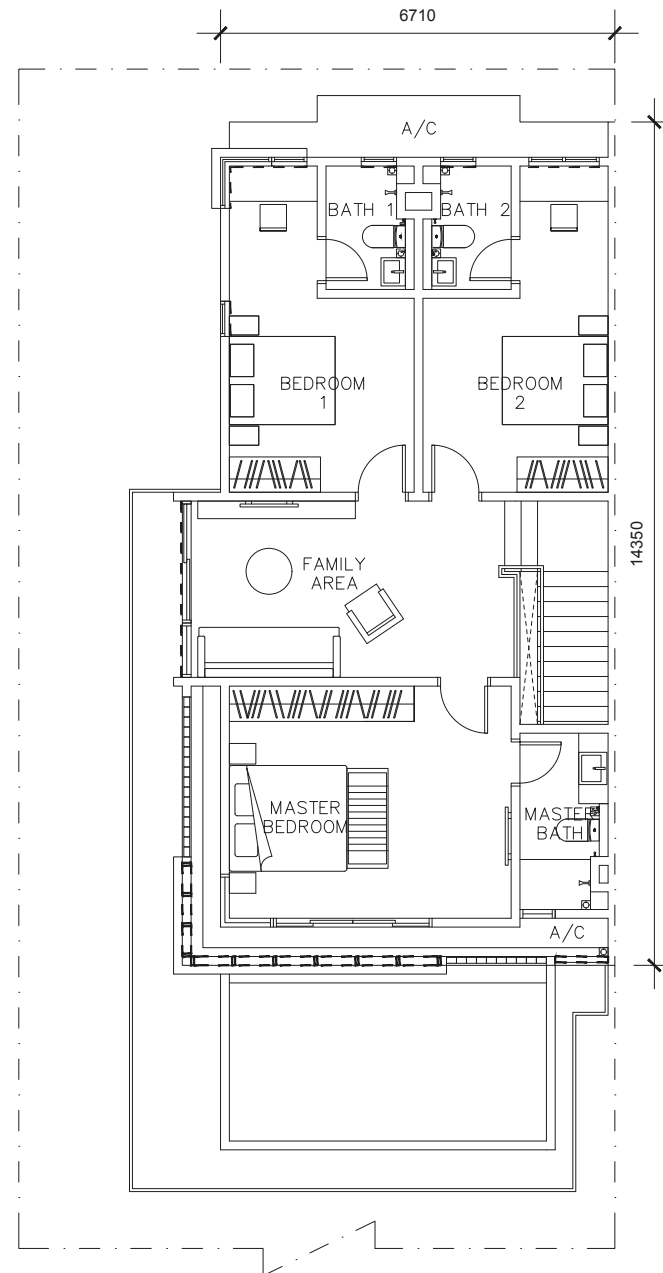 6710
A/C
BATH 1
BATH 2
BEDROOM
1
BEDROOM
2
14350
FAMILY
AREA
MASTER
BEDROOM
MASTER
BATH
A/C